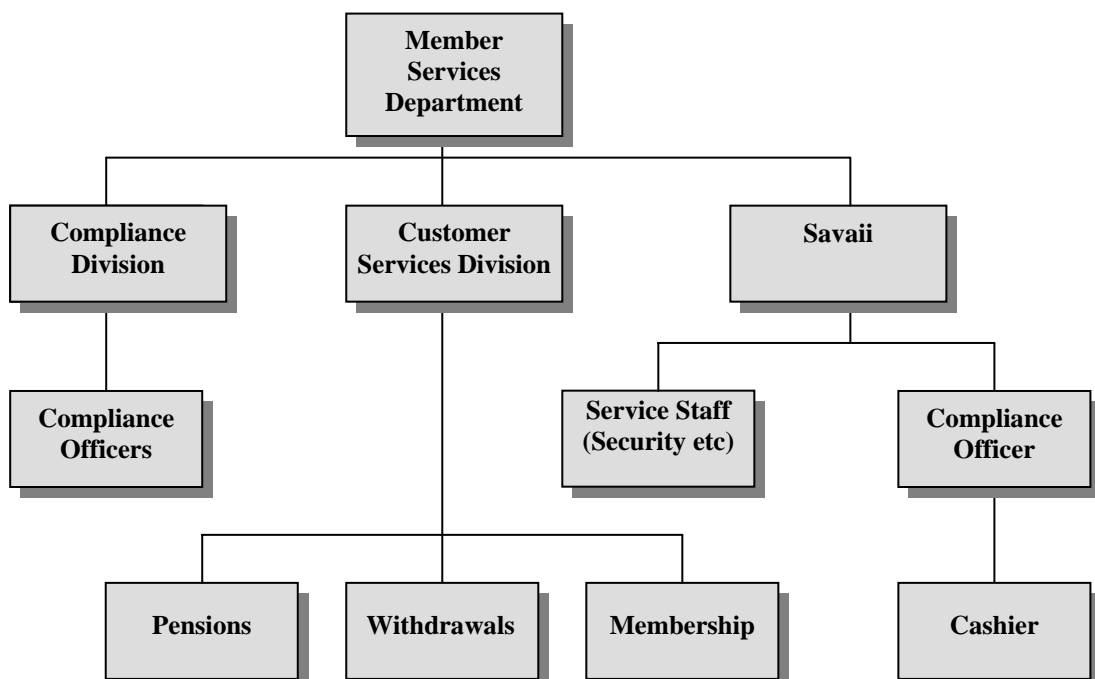 Member
Services
Department
Compliance
Division
Customer
Services Division
Savaii
Compliance
Officers
Service Staff
(Security etc)
Compliance
Officer
Pensions
Withdrawals
Membership
Cashier